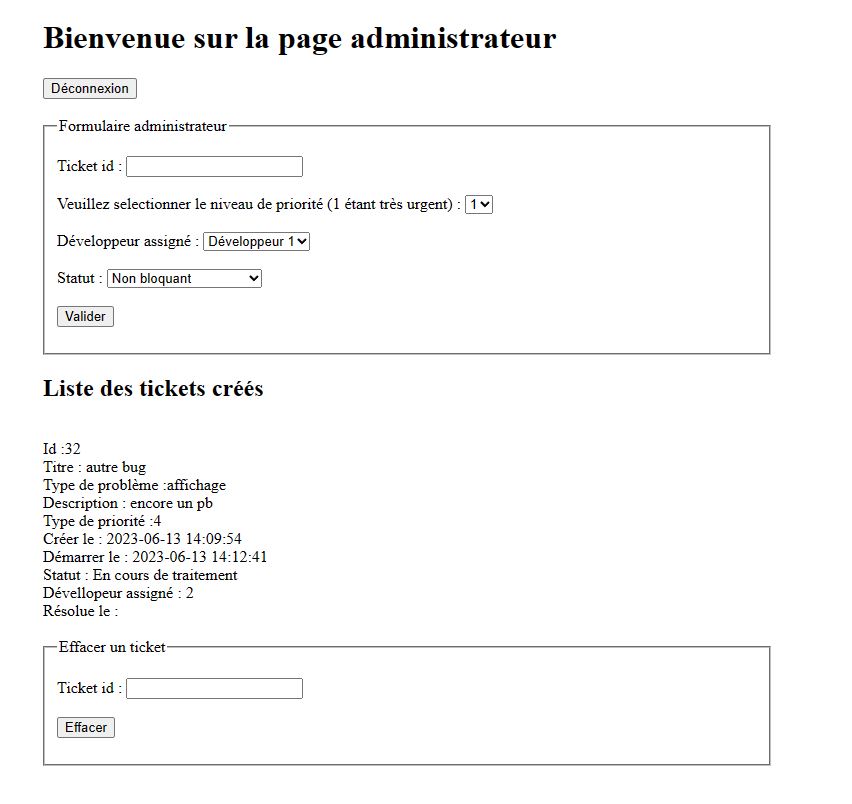 Bienvenue sur la page administrateur
Déconnexion
Formulaire administrateur
Ticket id :
Veuillez selectionner le niveau de priorité (1 étant très urgent) : 1
Développeur assigné : Développeur 1
Statut : Non bloquant
Valider
Liste des tickets créés
Id :32
Titre : autre bug
Type de problème :affichage
Description : encore un pb
Type de priorité :4
Créer le : 2023-06-13 14:09:54
Démarrer le : 2023-06-13 14:12:41
Statut : En cours de traitement
Dévellopeur assigné : 2
Résolue le :
Effacer un ticket
Ticket id :
Effacer